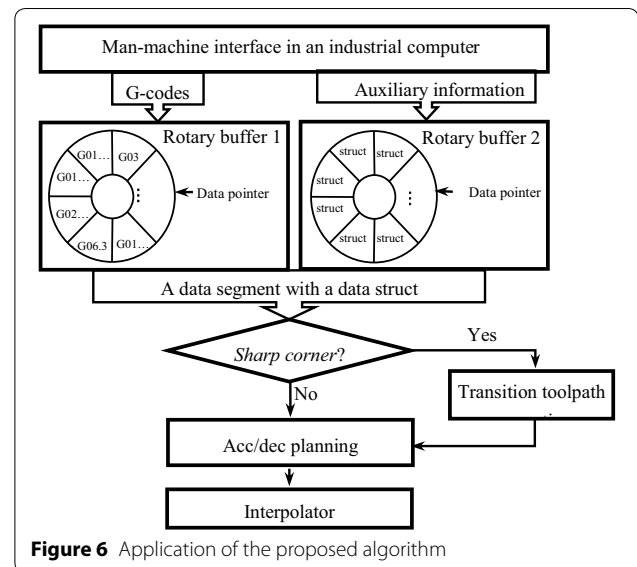 Man-machine interface in an industrial computer
G-codes
Auxiliary information
Rotary buffer 1
G01...
G03
G01...
G02...
G06.3
G01...
...
Data pointer
Rotary buffer 2
struct
struct
struct
struct
struct
struct
...
Data pointer
A data segment with a data struct
Sharp corner?
Yes
No
Transition toolpath
Acc/dec planning
Interpolator
Figure 6 Application of the proposed algorithm